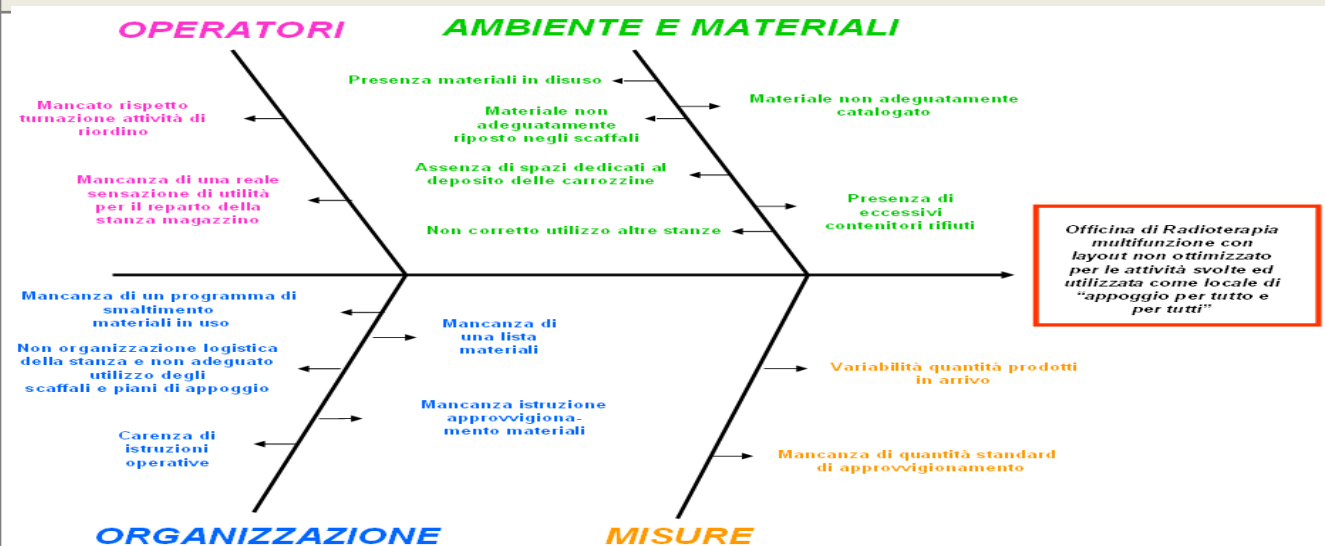 OPERATORI
AMBIENTE E MATERIALI
Mancato rispetto
turnazione attività di
riordino
Mancanza di una reale
sensazione di utilità
per il reparto della
stanza magazzino
Presenza materiali in disuso
Materiale non
adeguatamente
riposto negli scaffali
Assenza di spazi dedicati al
deposito delle carrozzine
Non corretto utilizzo altre stanze
Materiale non adeguatamente
catalogato
Presenza di
eccessivi
contenitori rifiuti
Officina di Radioterapia
multifunzione con
layout non ottimizzato
per le attività svolte ed
utilizzata come locale di
“appoggio per tutto e
per tutti”
Mancanza di un programma di
smaltimento
materiali in uso
Non organizzazione logistica
della stanza e non adeguato
utilizzo degli
scaffali e piani di appoggio
Carenza di
istruzioni
operative
Mancanza di
una lista
materiali
Mancanza istruzione
approvvigiona-
mento materiali
Variabilità quantità prodotti
in arrivo
Mancanza di quantità standard
di approvvigionamento
ORGANIZZAZIONE
MISURE